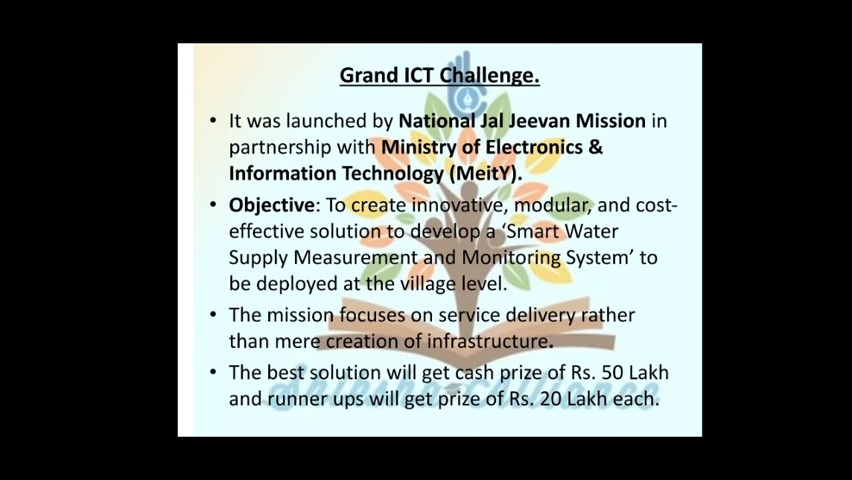 Grand ICT Challenge.
• It was launched by National Jal Jeevan Mission in
partnership with Ministry of Electronics &
Information Technology (MeitY).
• Objective: To create innovative, modular, and cost-
effective solution to develop a ‘Smart Water
Supply Measurement and Monitoring System’ to
be deployed at the village level.
• The mission focuses on service delivery rather
than mere creation of infrastructure.
• The best solution will get cash prize of Rs. 50 Lakh
and runner ups will get prize of Rs. 20 Lakh each.